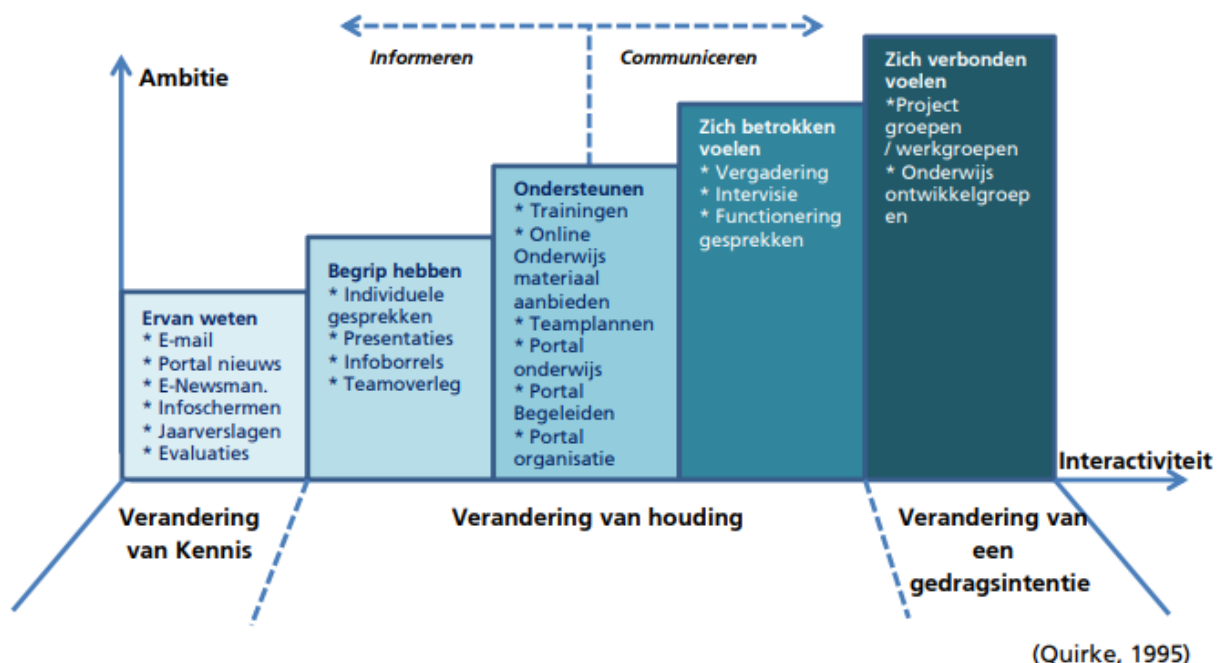 Informeren
Communiceren
Ambitie
Ervan weten
* E-mail
* Portal nieuws
* E-Newsman.
* Infoschermen
* Jaarverslagen
* Evaluaties
Begrip hebben
* Individuele
gesprekken
* Presentaties
* Infoborrels
* Teamoverleg
Ondersteunen
* Trainingen
* Online
Onderwijs
materiaal
aanbieden
* Teamplannen
* Portal
onderwijs
* Portal
Begeleiden
* Portal
organisatie
Zich betrokken
voelen
* Vergadering
* Intervisie
* Functionering
gesprekken
Zich verbonden
voelen
*Project
groepen
/ werkgroepen
* Onderwijs
ontwikkelgroep
en
Interactiviteit
Verandering
van Kennis
Verandering van houding
Verandering van
een
gedragsintentie
(Quirke, 1995)